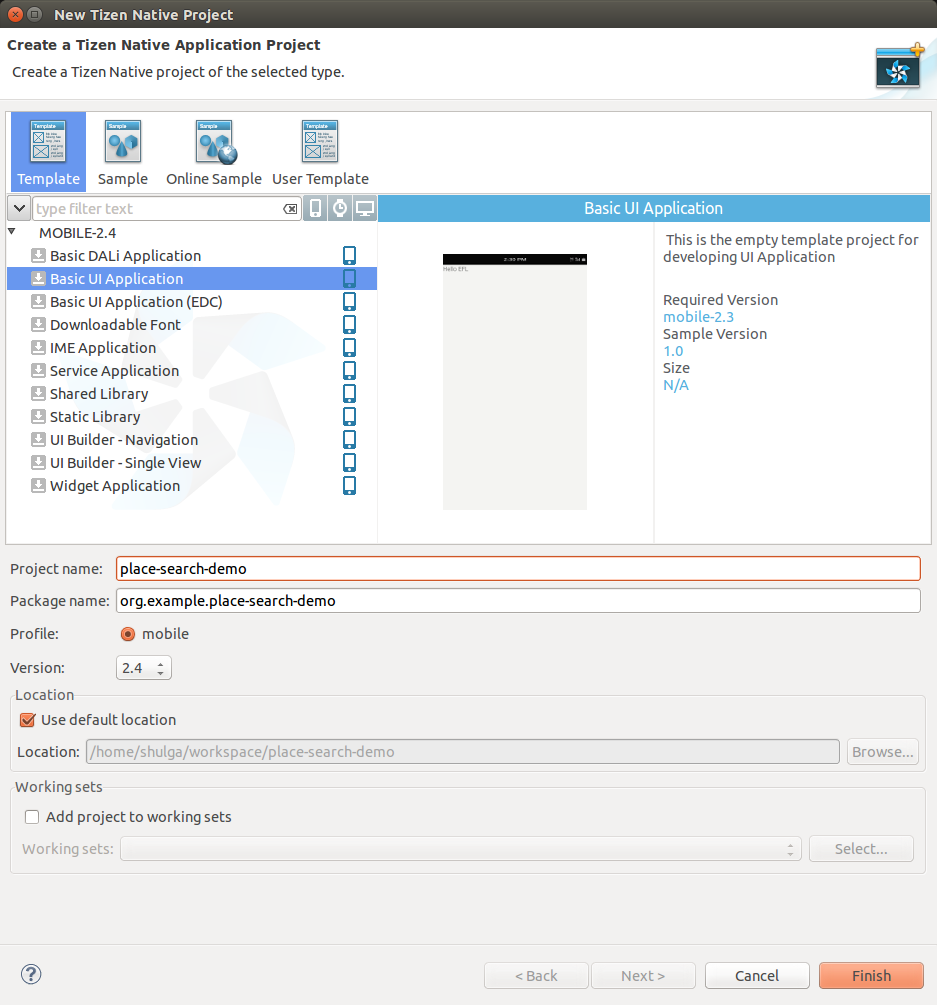 New Tizen Native Project
Create a Tizen Native Application Project
Create a Tizen Native project of the selected type.
Template
Sample
Online Sample
User Template
type filter text
Basic UI Application
MOBILE-2.4
Basic DALi Application
Basic UI Application
Basic UI Application (EDC)
Downloadable Font
IME Application
Service Application
Shared Library
Static Library
UI Builder - Navigation
UI Builder - Single View
Widget Application
Hello EFL
This is the empty template project for
developing UI Application
Required Version
mobile-2.3
Sample Version
1.0
Size
N/A
Project name: place-search-demo
Package name: org.example.place-search-demo
Profile: mobile
Version: 2.4
Location
Use default location
Location: /home/shulga/workspace/place-search-demo Browse...
Working sets
Add project to working sets
Working sets: Select...
< Back Next > Cancel Finish